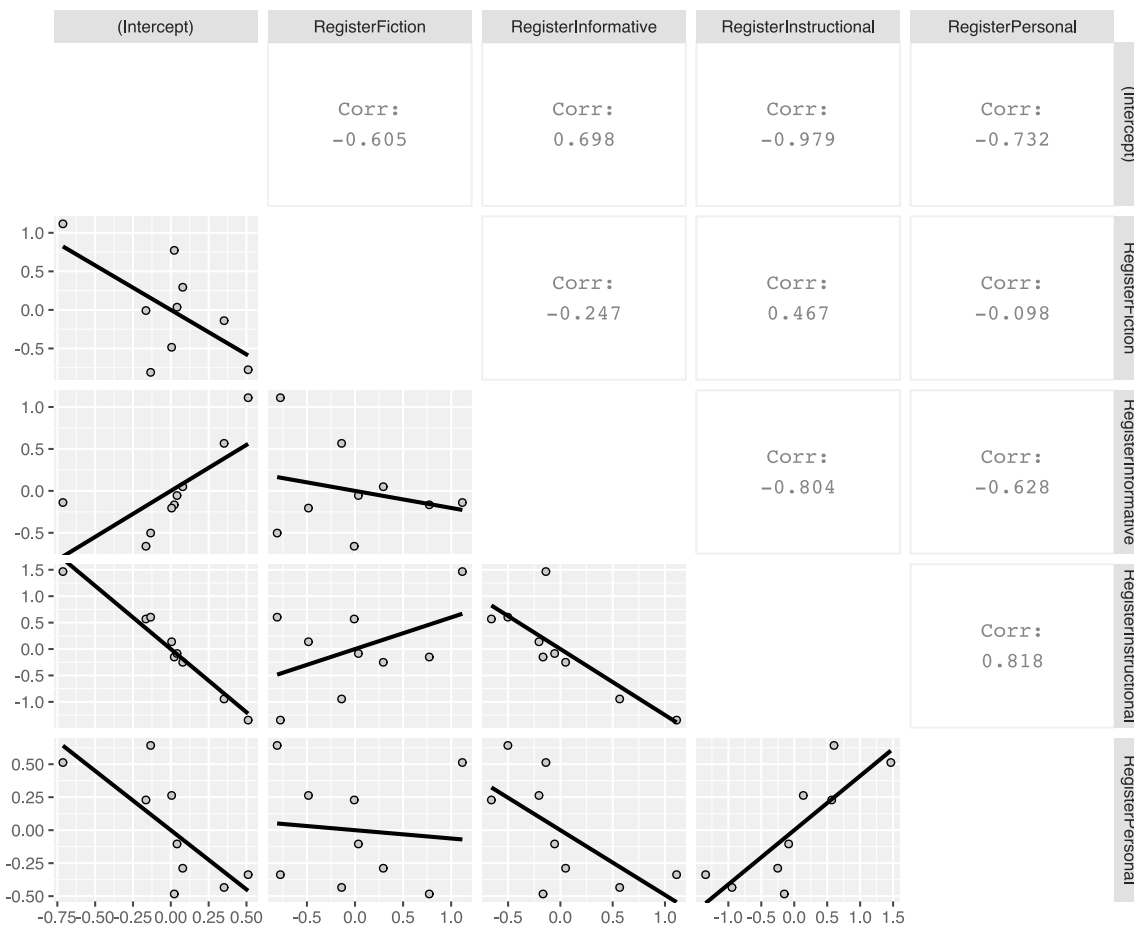 (Intercept) RegisterFiction RegisterInformative RegisterInstructional RegisterPersonal
Corr: Corr: Corr: Corr:
-0.605 0.698 -0.979 -0.732
(Intercept)
1.0
0.5
0.0
-0.5
Corr: Corr: Corr:
-0.247 0.467 -0.098
RegisterFiction
1.0
0.5
0.0
-0.5
Corr: Corr:
-0.804 -0.628
RegisterInformative
1.5
1.0
0.5
0.0
-0.5
-1.0
Corr:
0.818
RegisterInstructional
0.50
0.25
0.00
-0.25
-0.50
RegisterPersonal
-0.75 -0.50 -0.25 0.00 0.25 0.50 -0.5 0.0 0.5 1.0 -0.5 0.0 0.5 1.0 -1.0 -0.5 0.0 0.5 1.0 1.5